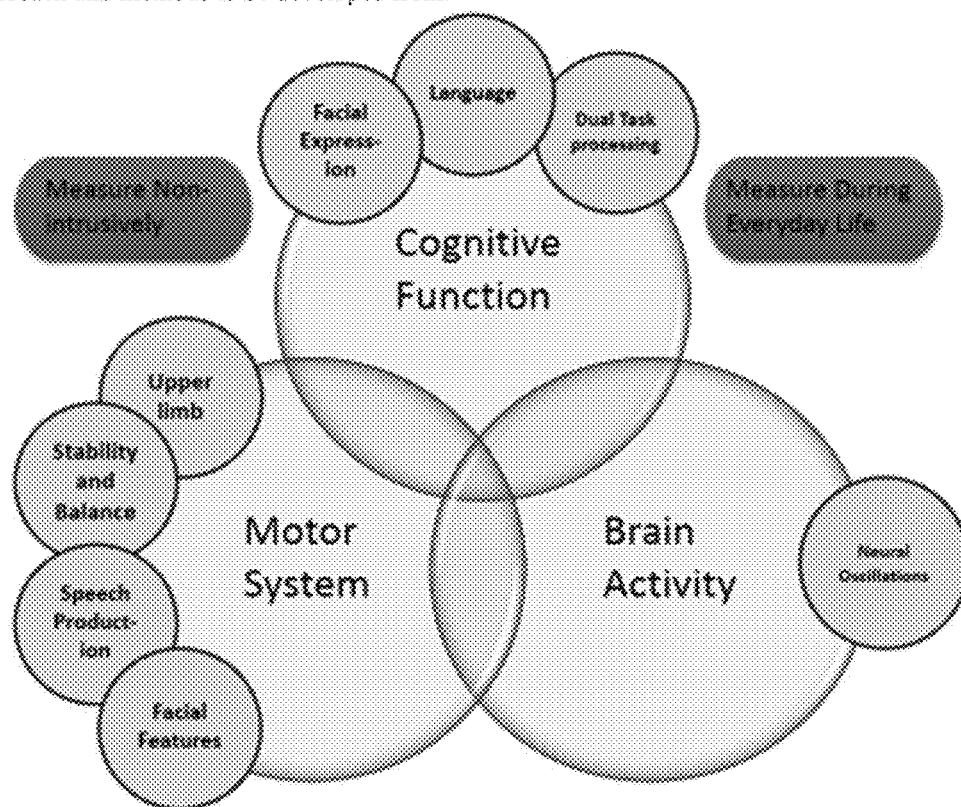 Language
Facial
Express-
ion
Dual Task
processing
Measure Non-
Intrusively
Measure During
Everyday Life
Cognitive
Function
Upper
limb
Stability
and
Balance
Motor
System
Brain
Activity
Neural
Oscillations
Speech
Product-
ion
Facial
Features